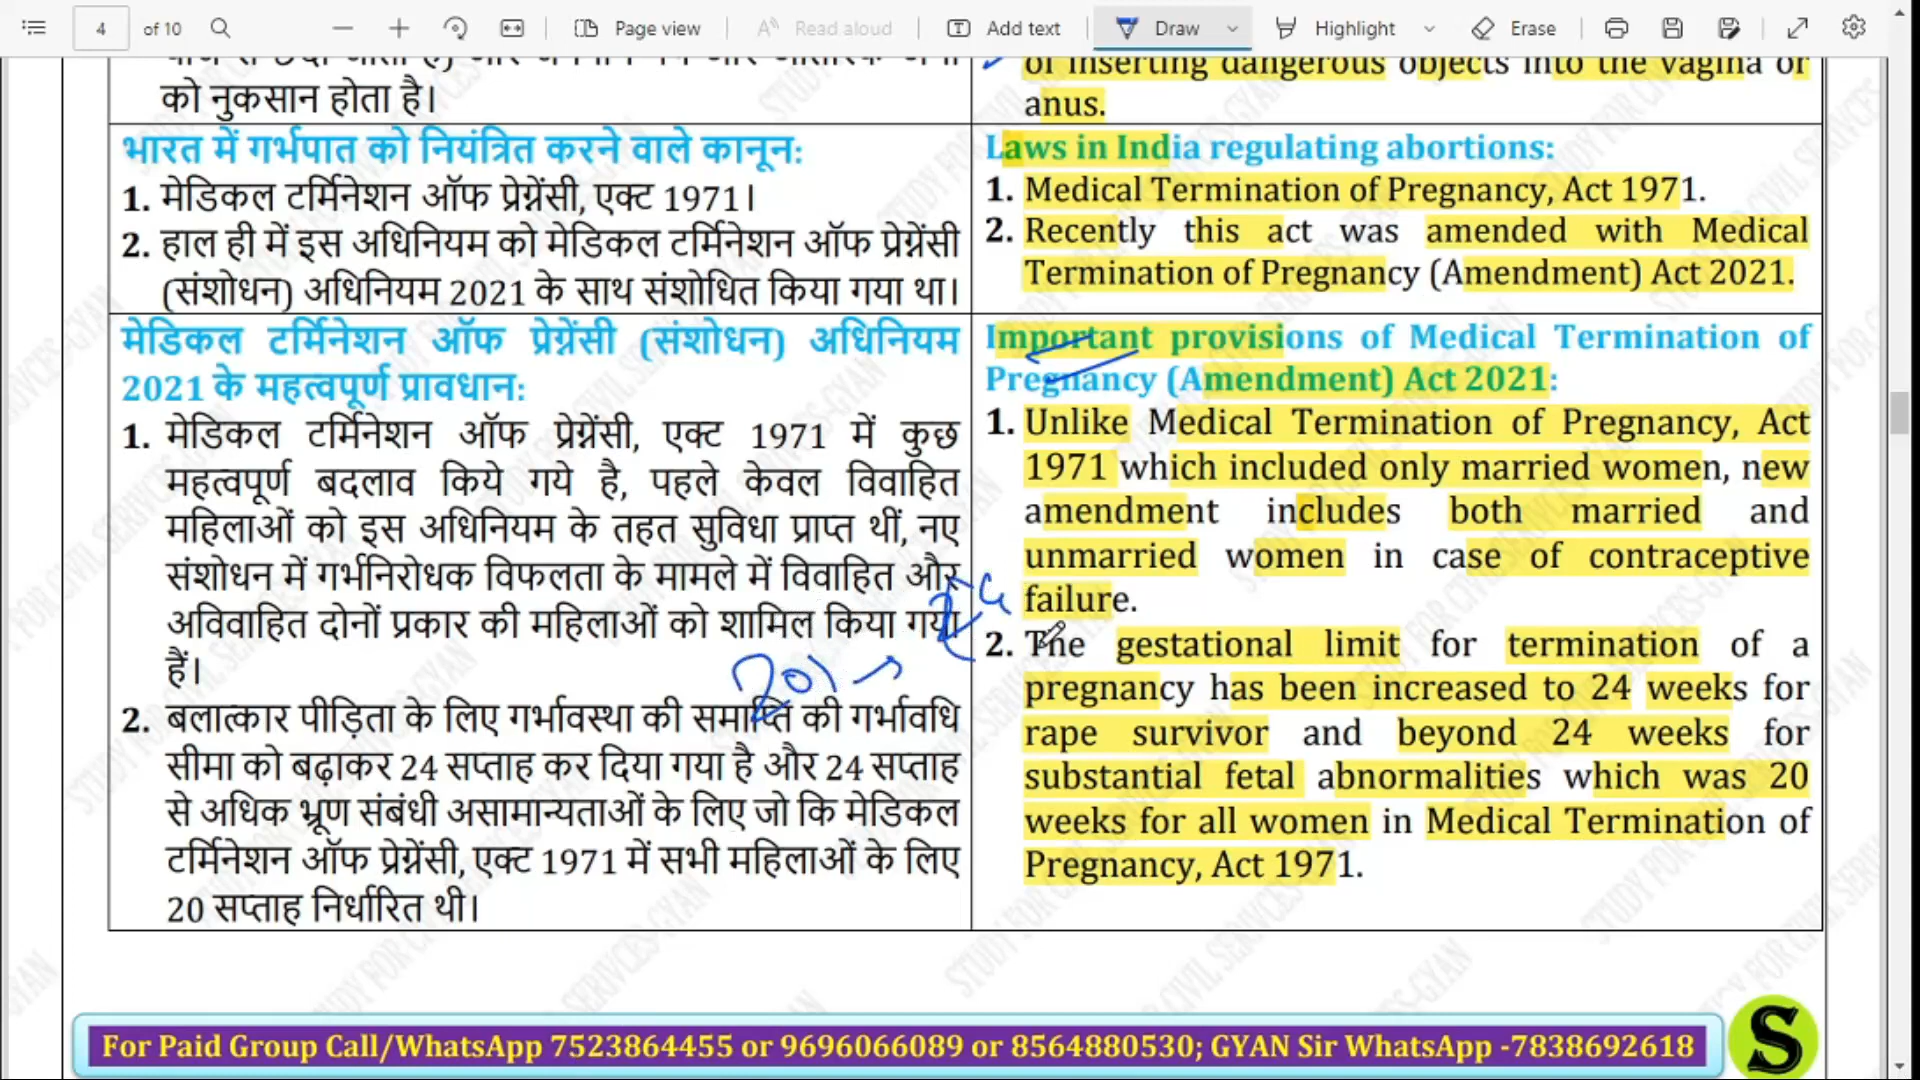 4 of 10 Page view Read aloud Add text Draw Highlight Erase
को नुकसान होता है।
of inserting dangerous objects into the vagina or
anus.
भारत में गर्भपात को नियंत्रित करने वाले कानून:
1. मेडिकल टर्मिनेशन ऑफ प्रेग्नेंसी, एक्ट 1971।
2. हाल ही में इस अधिनियम को मेडिकल टर्मिनेशन ऑफ प्रेग्नेंसी
(संशोधन) अधिनियम 2021 के साथ संशोधित किया गया था।
Laws in India regulating abortions:
1. Medical Termination of Pregnancy, Act 1971.
2. Recently this act was amended with Medical
Termination of Pregnancy (Amendment) Act 2021.
मेडिकल टर्मिनेशन ऑफ प्रेग्नेंसी (संशोधन) अधिनियम
2021 के महत्वपूर्ण प्रावधान:
1. मेडिकल टर्मिनेशन ऑफ प्रेग्नेंसी, एक्ट 1971 में कुछ
महत्वपूर्ण बदलाव किये गये है, पहले केवल विवाहित
महिलाओं को इस अधिनियम के तहत सुविधा प्राप्त थीं, नए
संशोधन में गर्भनिरोधक विफलता के मामले में विवाहित और
अविवाहित दोनों प्रकार की महिलाओं को शामिल किया गया
हैं।
2. बलात्कार पीड़िता के लिए गर्भावस्था की समाप्ति की गर्भावधि
सीमा को बढ़ाकर 24 सप्ताह कर दिया गया है और 24 सप्ताह
से अधिक भ्रूण संबंधी असामान्यताओं के लिए जो कि मेडिकल
टर्मिनेशन ऑफ प्रेग्नेंसी, एक्ट 1971 में सभी महिलाओं के लिए
20 सप्ताह निर्धारित थी।
24
Important provisions of Medical Termination of
Pregnancy (Amendment) Act 2021:
1. Unlike Medical Termination of Pregnancy, Act
1971 which included only married women, new
amendment includes both married and
unmarried women in case of contraceptive
failure.
2. The gestational limit for termination of a
pregnancy has been increased to 24 weeks for
rape survivor and beyond 24 weeks for
substantial fetal abnormalities which was 20
weeks for all women in Medical Termination of
Pregnancy, Act 1971.
For Paid Group Call/WhatsApp 7523864455 or 9696066089 or 8564880530; GYAN Sir WhatsApp -7838692618
S
STUDY FOR CIVIL SERIVCES-GYAN